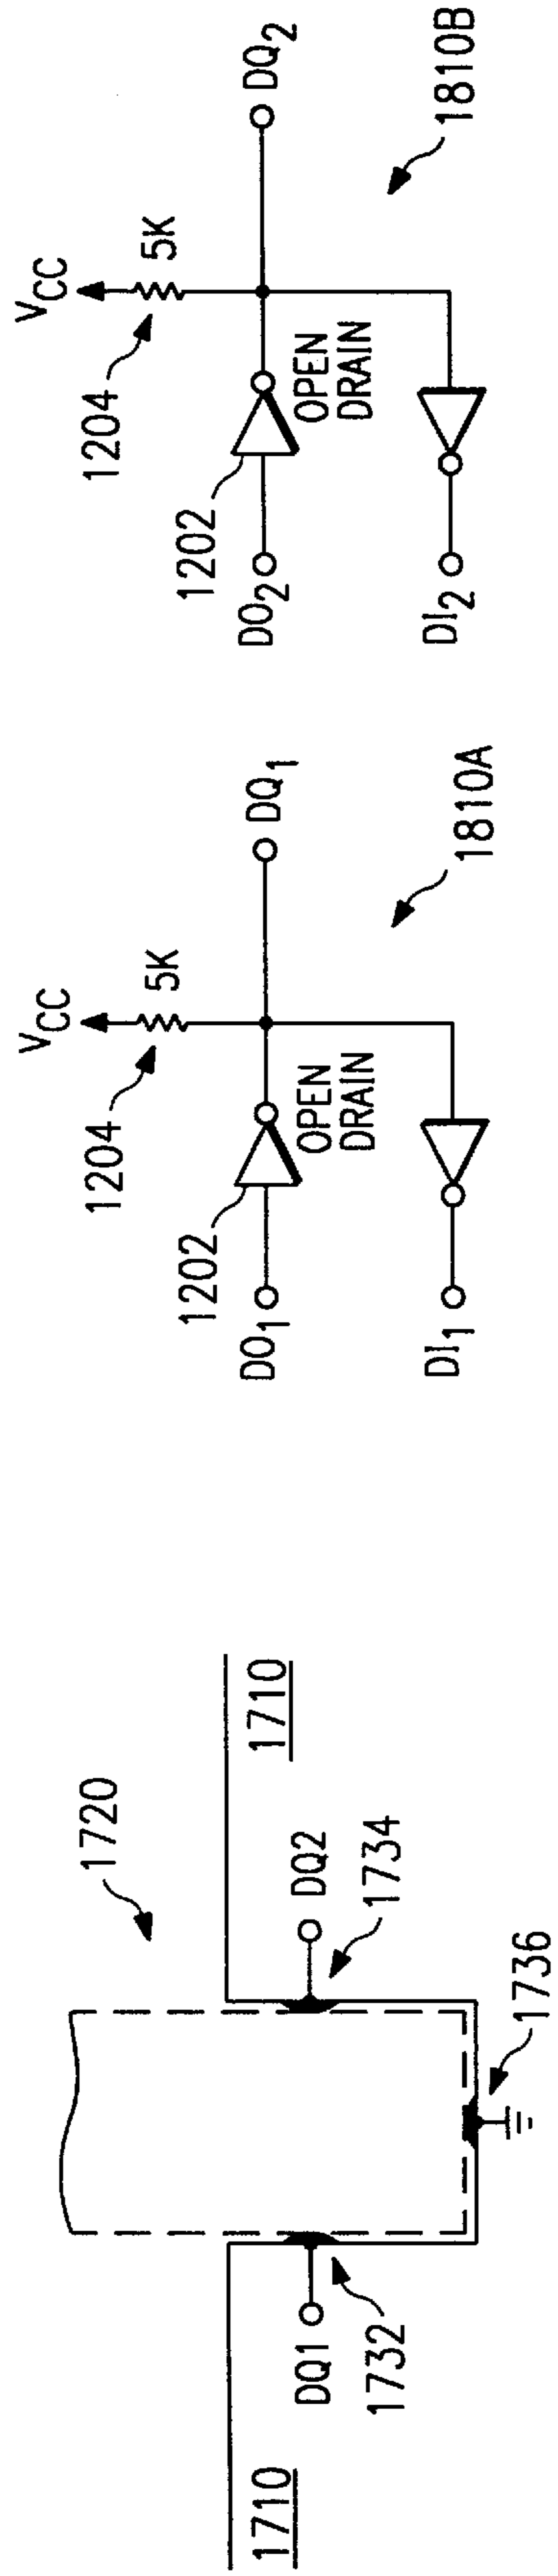 1720
1710
1710
DQ1
DQ2
1732
1734
1736
VCC
1204
5K
1202
DO1
OPEN
DRAIN
DQ1
DI1
1810A
VCC
1204
5K
1202
DO2
OPEN
DRAIN
DQ2
DI2
1810B